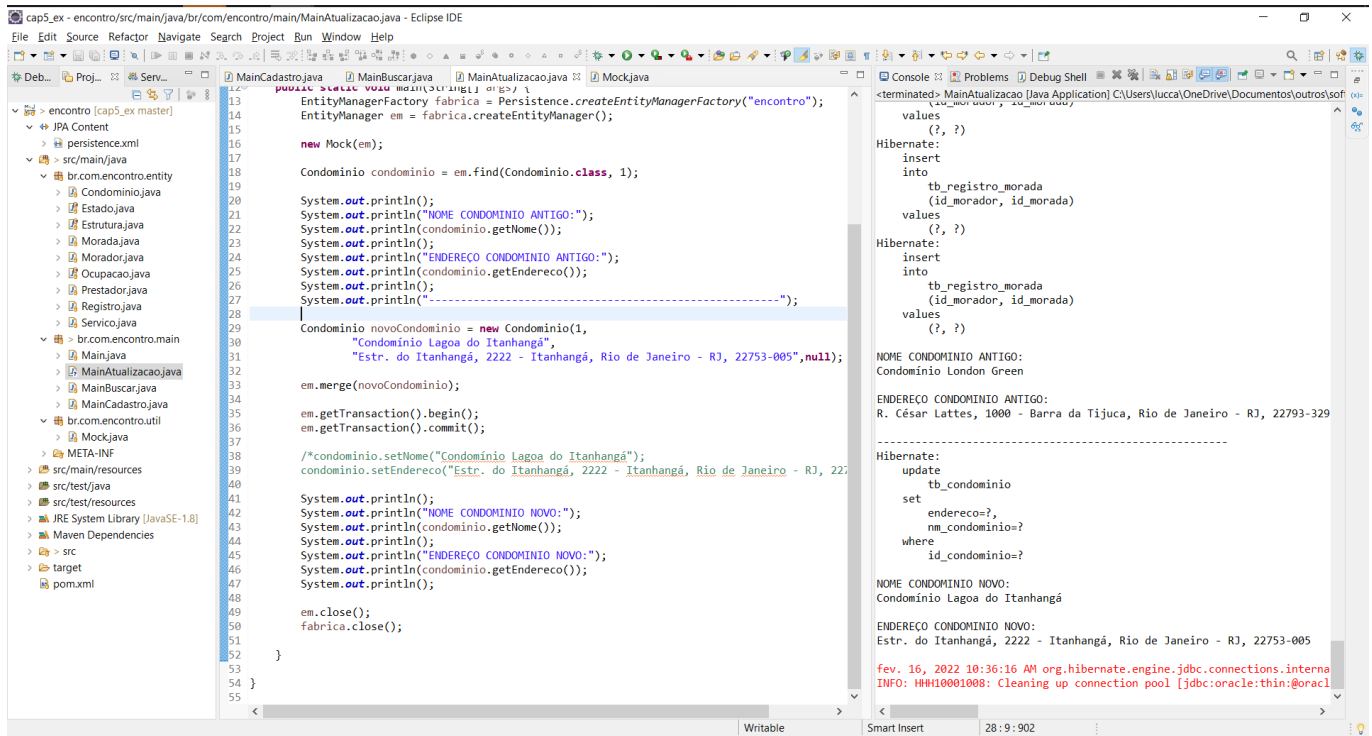 cap5_ex - encontro/src/main/java/br/com/encontro/main/MainAtualizacao.java - Eclipse IDE
File Edit Source Refactor Navigate Search Project Run Window Help
Deb... Proj... Serv...
encontro [cap5_ex master]
JPA Content
persistence.xml
> src/main/java
br.com.encontro.entity
Condominio.java
Estado.java
Estrutura.java
Morada.java
Morador.java
Ocupacao.java
Prestador.java
Registro.java
Servico.java
> br.com.encontro.main
Main.java
MainAtualizacao.java
MainBuscar.java
MainCadastro.java
br.com.encontro.util
Mock.java
META-INF
src/main/resources
src/test/java
src/test/resources
JRE System Library [JavaSE-1.8]
Maven Dependencies
> src
target
pom.xml
MainCadastro.java MainBuscar.java MainAtualizacao.java Mock.java
12 public static void main(String[] args) {
13 EntityManagerFactory fabrica = Persistence.createEntityManagerFactory("encontro");
14 EntityManager em = fabrica.createEntityManager();
15
16 new Mock(em);
17
18 Condominio condominio = em.find(Condominio.class, 1);
19
20 System.out.println();
21 System.out.println("NOME CONDOMINIO ANTIGO:");
22 System.out.println(condominio.getNome());
23 System.out.println();
24 System.out.println("ENDEREÇO CONDOMINIO ANTIGO:");
25 System.out.println(condominio.getEndereco());
26 System.out.println();
27 System.out.println("-------------------------------------------------------");
28
29 Condominio novoCondominio = new Condominio(1,
30 "Condomínio Lagoa do Itanhangá",
31 "Estr. do Itanhangá, 2222 - Itanhangá, Rio de Janeiro - RJ, 22753-005",null);
32
33 em.merge(novoCondominio);
34
35 em.getTransaction().begin();
36 em.getTransaction().commit();
37
38 /*condominio.setNome("Condomínio Lagoa do Itanhangá");
39 condominio.setEndereco("Estr. do Itanhangá, 2222 - Itanhangá, Rio de Janeiro - RJ, 227
40
41 System.out.println();
42 System.out.println("NOME CONDOMINIO NOVO:");
43 System.out.println(condominio.getNome());
44 System.out.println();
45 System.out.println("ENDEREÇO CONDOMINIO NOVO:");
46 System.out.println(condominio.getEndereco());
47 System.out.println();
48
49 em.close();
50 fabrica.close();
51
52 }
53
54 }
55
Console Problems Debug Shell
<terminated> MainAtualizacao [Java Application] C:\Users\lucca\OneDrive\Documentos\outros\soft
(id_morador, id_morada)
values
(?, ?)
Hibernate:
insert
into
tb_registro_morada
(id_morador, id_morada)
values
(?, ?)
Hibernate:
insert
into
tb_registro_morada
(id_morador, id_morada)
values
(?, ?)
NOME CONDOMINIO ANTIGO:
Condomínio London Green
ENDEREÇO CONDOMINIO ANTIGO:
R. César Lattes, 1000 - Barra da Tijuca, Rio de Janeiro - RJ, 22793-329
-------------------------------------------------------
Hibernate:
update
tb_condominio
set
endereco=?,
nm_condominio=?
where
id_condominio=?
NOME CONDOMINIO NOVO:
Condomínio Lagoa do Itanhangá
ENDEREÇO CONDOMINIO NOVO:
Estr. do Itanhangá, 2222 - Itanhangá, Rio de Janeiro - RJ, 22753-005
fev. 16, 2022 10:36:16 AM org.hibernate.engine.jdbc.connections.interna
INFO: HHH10001008: Cleaning up connection pool [jdbc:oracle:thin:@oracl
Writable Smart Insert 28 : 9 : 902